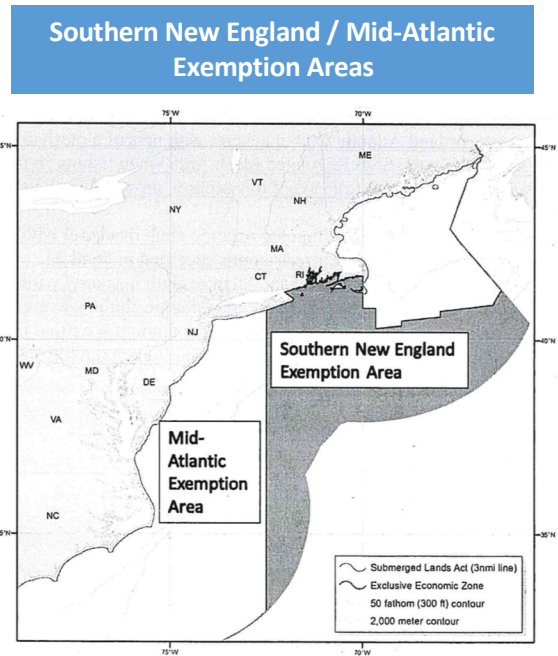 Southern New England / Mid-Atlantic
Exemption Areas
75°W
70°W
45°N
ME
VT
NH
NY
MA
CT
RI
PA
NJ
40°N
Southern New England
Exemption Area
WV
MD
DE
VA
Mid-
Atlantic
Exemption
Area
NC
5°N
35°N
Submerged Lands Act (3nmi line)
Exclusive Economic Zone
50 fathom (300 ft) contour
2,000 meter contour
75°W
70°W